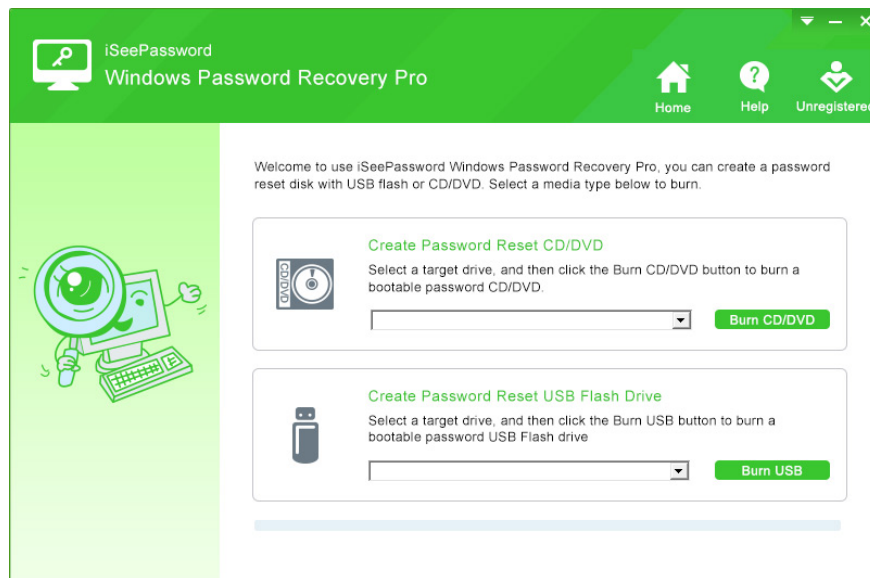 iSeePassword
Windows Password Recovery Pro
Home
Help
Unregistered
Welcome to use iSeePassword Windows Password Recovery Pro, you can create a password
reset disk with USB flash or CD/DVD. Select a media type below to burn.
CD/DVD
Create Password Reset CD/DVD
Select a target drive, and then click the Burn CD/DVD button to burn a
bootable password CD/DVD.
Burn CD/DVD
Create Password Reset USB Flash Drive
Select a target drive, and then click the Burn USB button to burn a
bootable password USB Flash drive
Burn USB